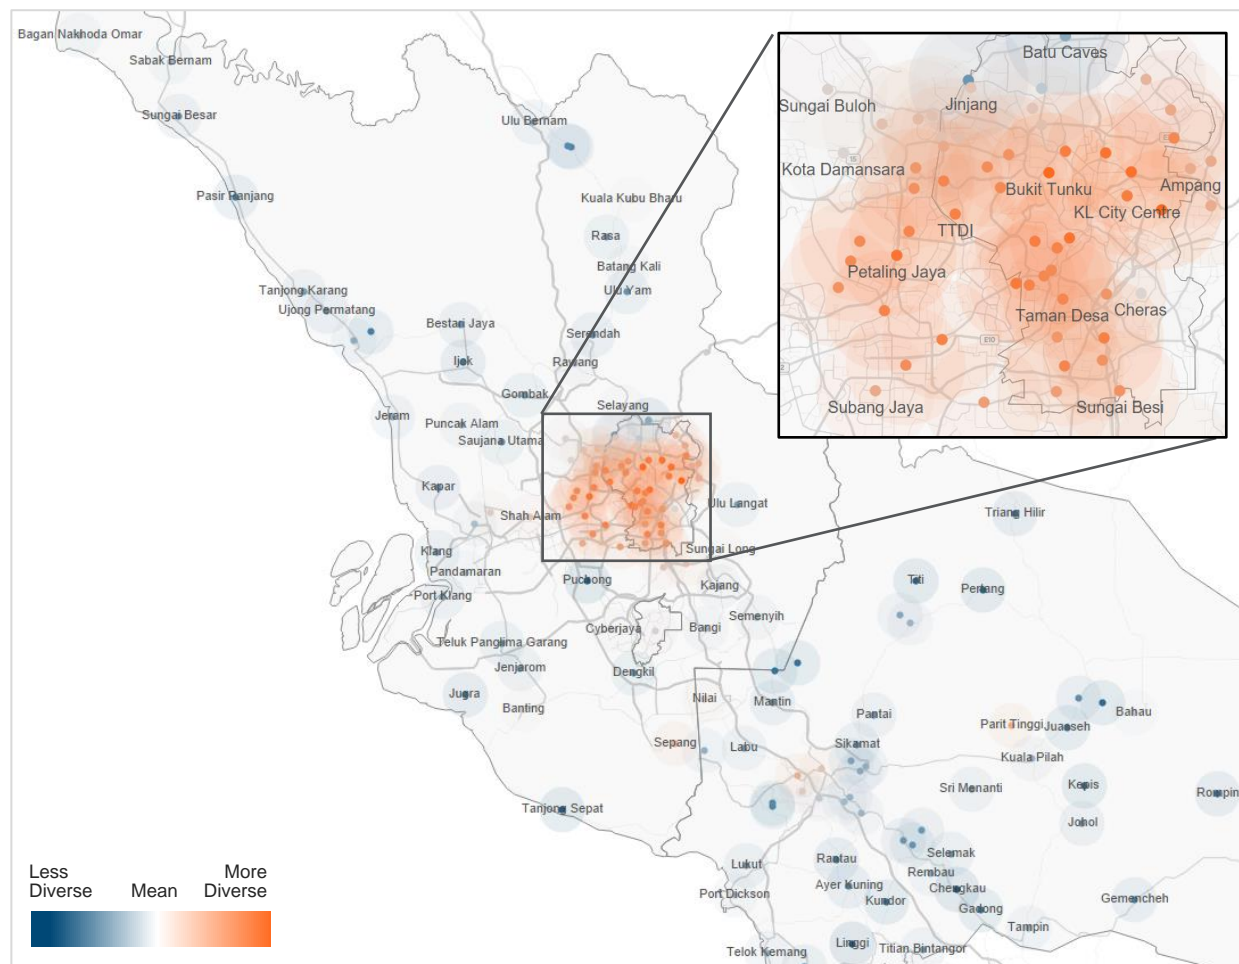 Bagan Nakhoda Omar
Sabak Bernam
Sungai Besar
Ulu Bernam
Pasir Panjang
Kuala Kubu Bharu
Rasa
Batang Kali
Tanjong Karang
Ulu Yam
Ujong Permatang
Bestari Jaya
Serendah
Ijok
Rawang
Gombak
Selayang
Jeram
Puncak Alam
Saujana Utama
Kapar
Shah Alam
Ulu Langat
Triang Hilir
Klang
Sungai Long
Pandamaran
Puchong
Kajang
Titi
Pertang
Port Klang
Semenyih
Cyberjaya
Bangi
Teluk Panglima Garang
Jenjarom
Dengkil
Jugra
Banting
Nilai
Mantin
Pantai
Parit Tinggi
Juasseh
Bahau
Sepang
Labu
Sikamat
Kuala Pilah
Sri Menanti
Kepis
Rompin
Tanjong Sepat
Johol
Lukut
Rantau
Selemak
Rembau
Port Dickson
Ayer Kuning
Chengkau
Kundor
Gadong
Gemencheh
Tampin
Telok Kemang
Linggi
Titian Bintangor
Batu Caves
Sungai Buloh
Jinjang
15
Kota Damansara
Bukit Tunku
Ampang
KL City Centre
TTDI
Petaling Jaya
Taman Desa
Cheras
E10
2
Subang Jaya
Sungai Besi
Less
Diverse
Mean
More
Diverse